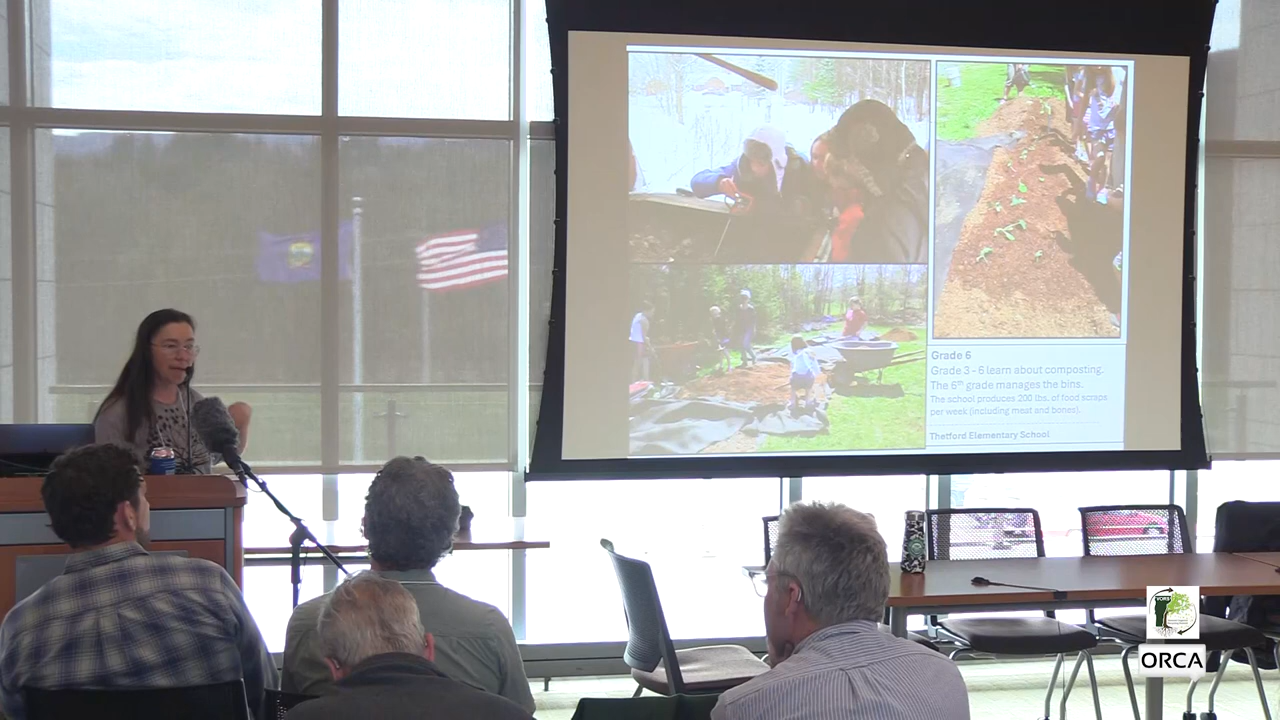 Grade 6
Grade 3 - 6 learn about composting.
The 6th grade manages the bins.
The school produces 200 lbs. of food scraps
per week (including meat and bones).
Thetford Elementary School
VORS
ORCA